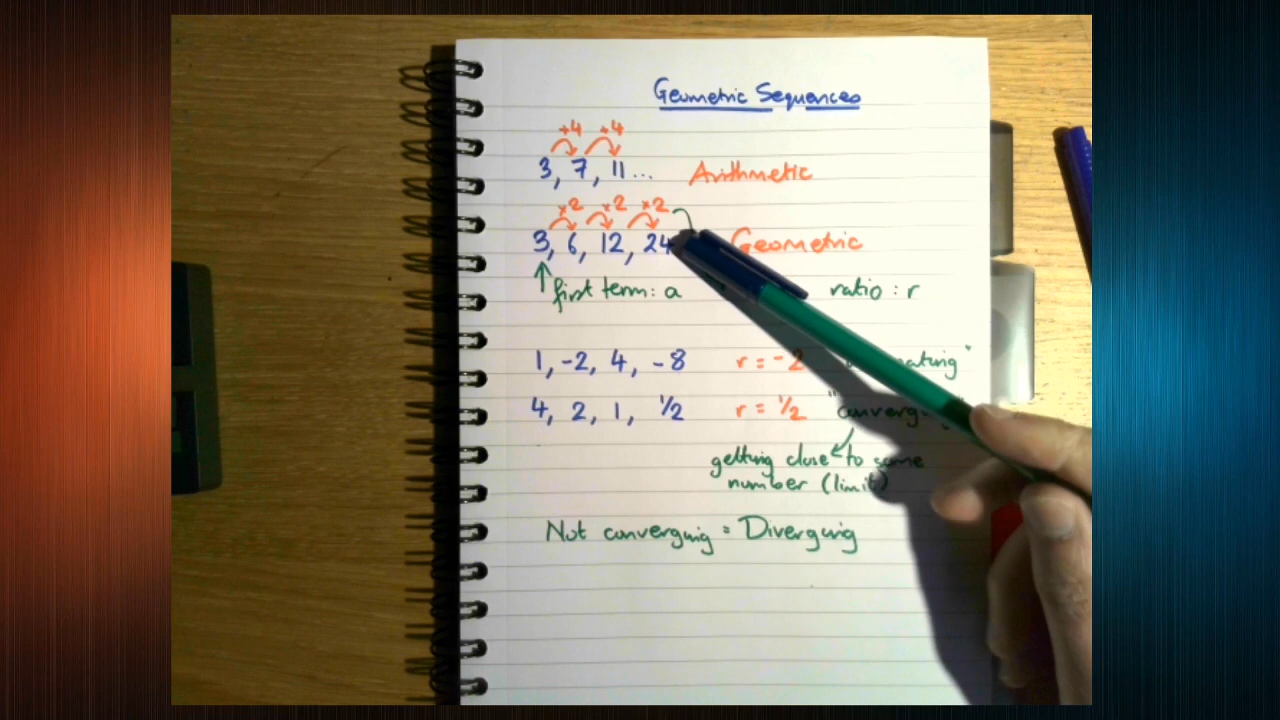 Geometric Sequences
+4 +4
3, 7, 11... Arithmetic
×2 ×2 ×2
3, 6, 12, 24 Geometric
first term: a ratio : r
1, -2, 4, -8 r = -2
4, 2, 1, 1/2 r = 1/2
getting close to some
number (limit)
Not converging = Diverging